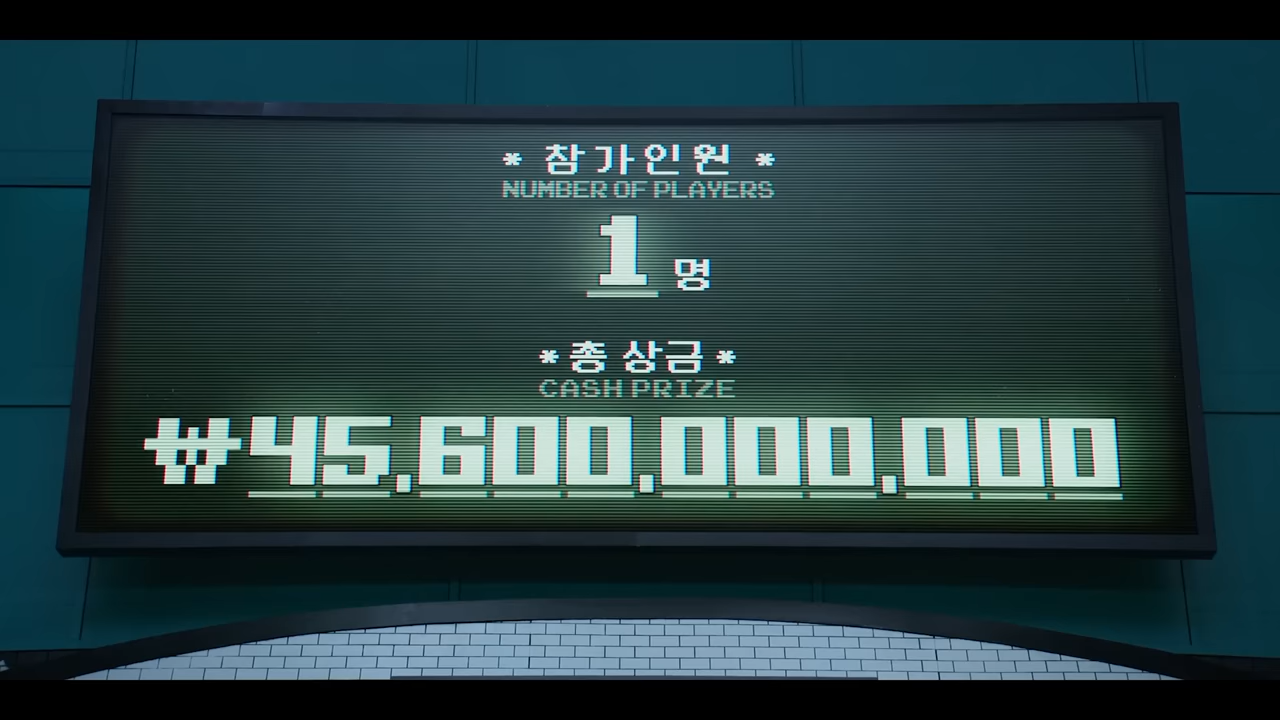 * 참가인원 *
NUMBER OF PLAYERS
1 명
* 총 상금 *
CASH PRIZE
₩45,600,000,000